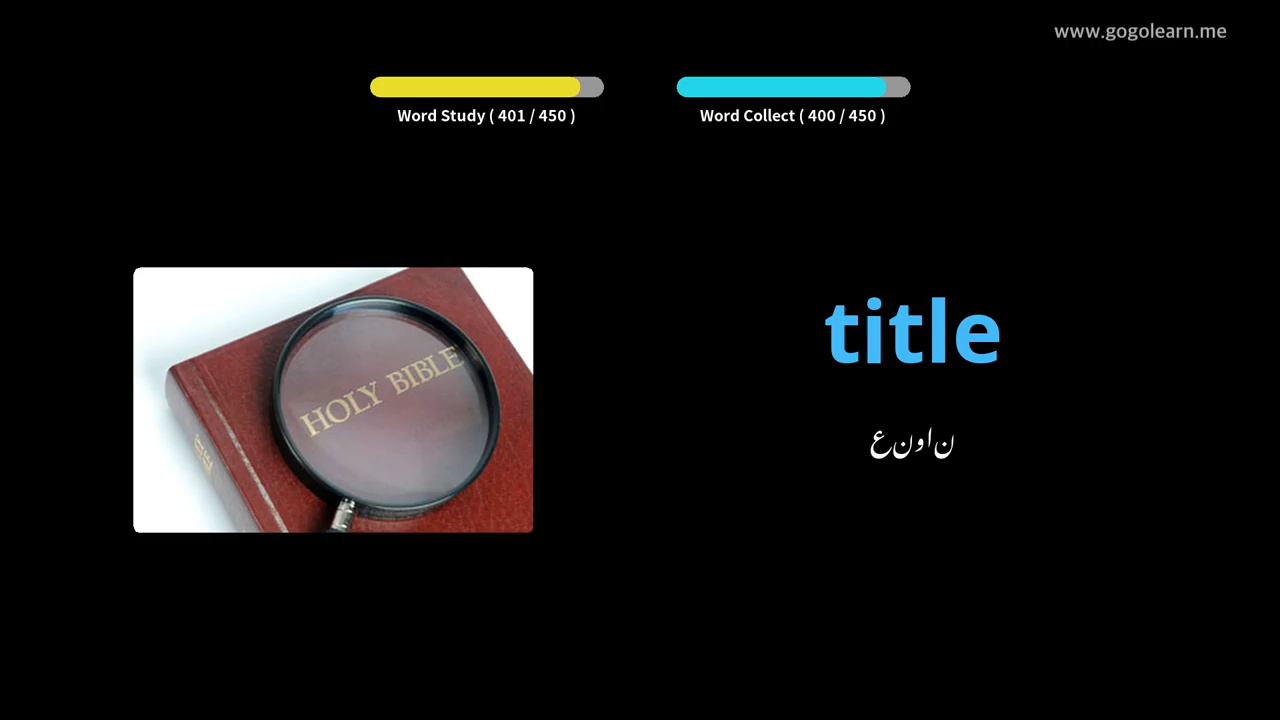 www.gogolearn.me
Word Study ( 401 / 450 )
Word Collect ( 400 / 450 )
HOLY BIBLE
title
عنوان